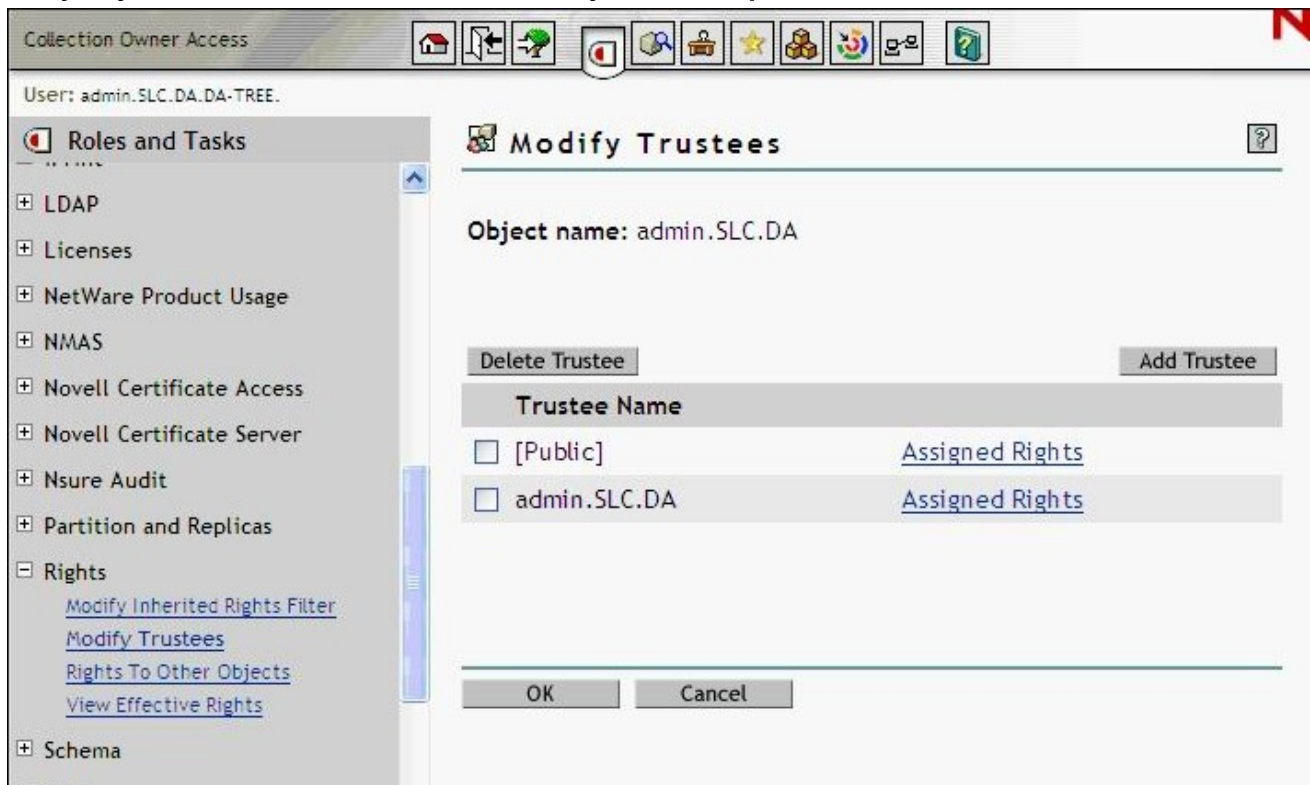 Collection Owner Access
User: admin.SLC.DA.DA-TREE.
Roles and Tasks
LDAP
Licenses
NetWare Product Usage
NMAS
Novell Certificate Access
Novell Certificate Server
Nsure Audit
Partition and Replicas
Rights
Modify Inherited Rights Filter
Modify Trustees
Rights To Other Objects
View Effective Rights
Schema
N
Modify Trustees
?
Object name: admin.SLC.DA
Delete Trustee
Add Trustee
Trustee Name
[Public] Assigned Rights
admin.SLC.DA Assigned Rights
OK Cancel